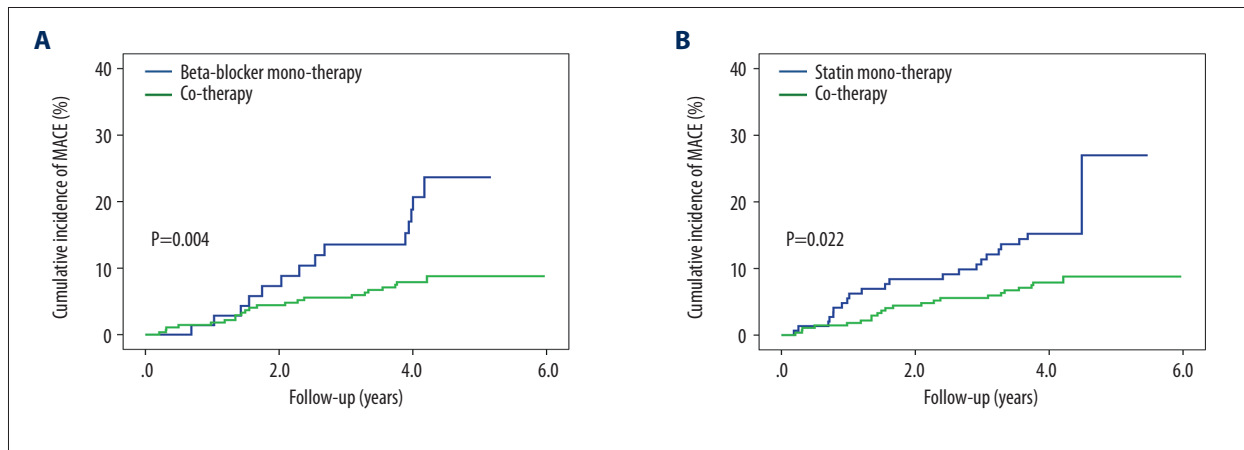 A
Cumulative incidence of MACE (%)
40
30
20
10
0
Beta-blocker mono-therapy
Co-therapy
P=0.004
.0 2.0 4.0 6.0
Follow-up (years)
B
Cumulative incidence of MACE (%)
40
30
20
10
0
Statin mono-therapy
Co-therapy
P=0.022
.0 2.0 4.0 6.0
Follow-up (years)